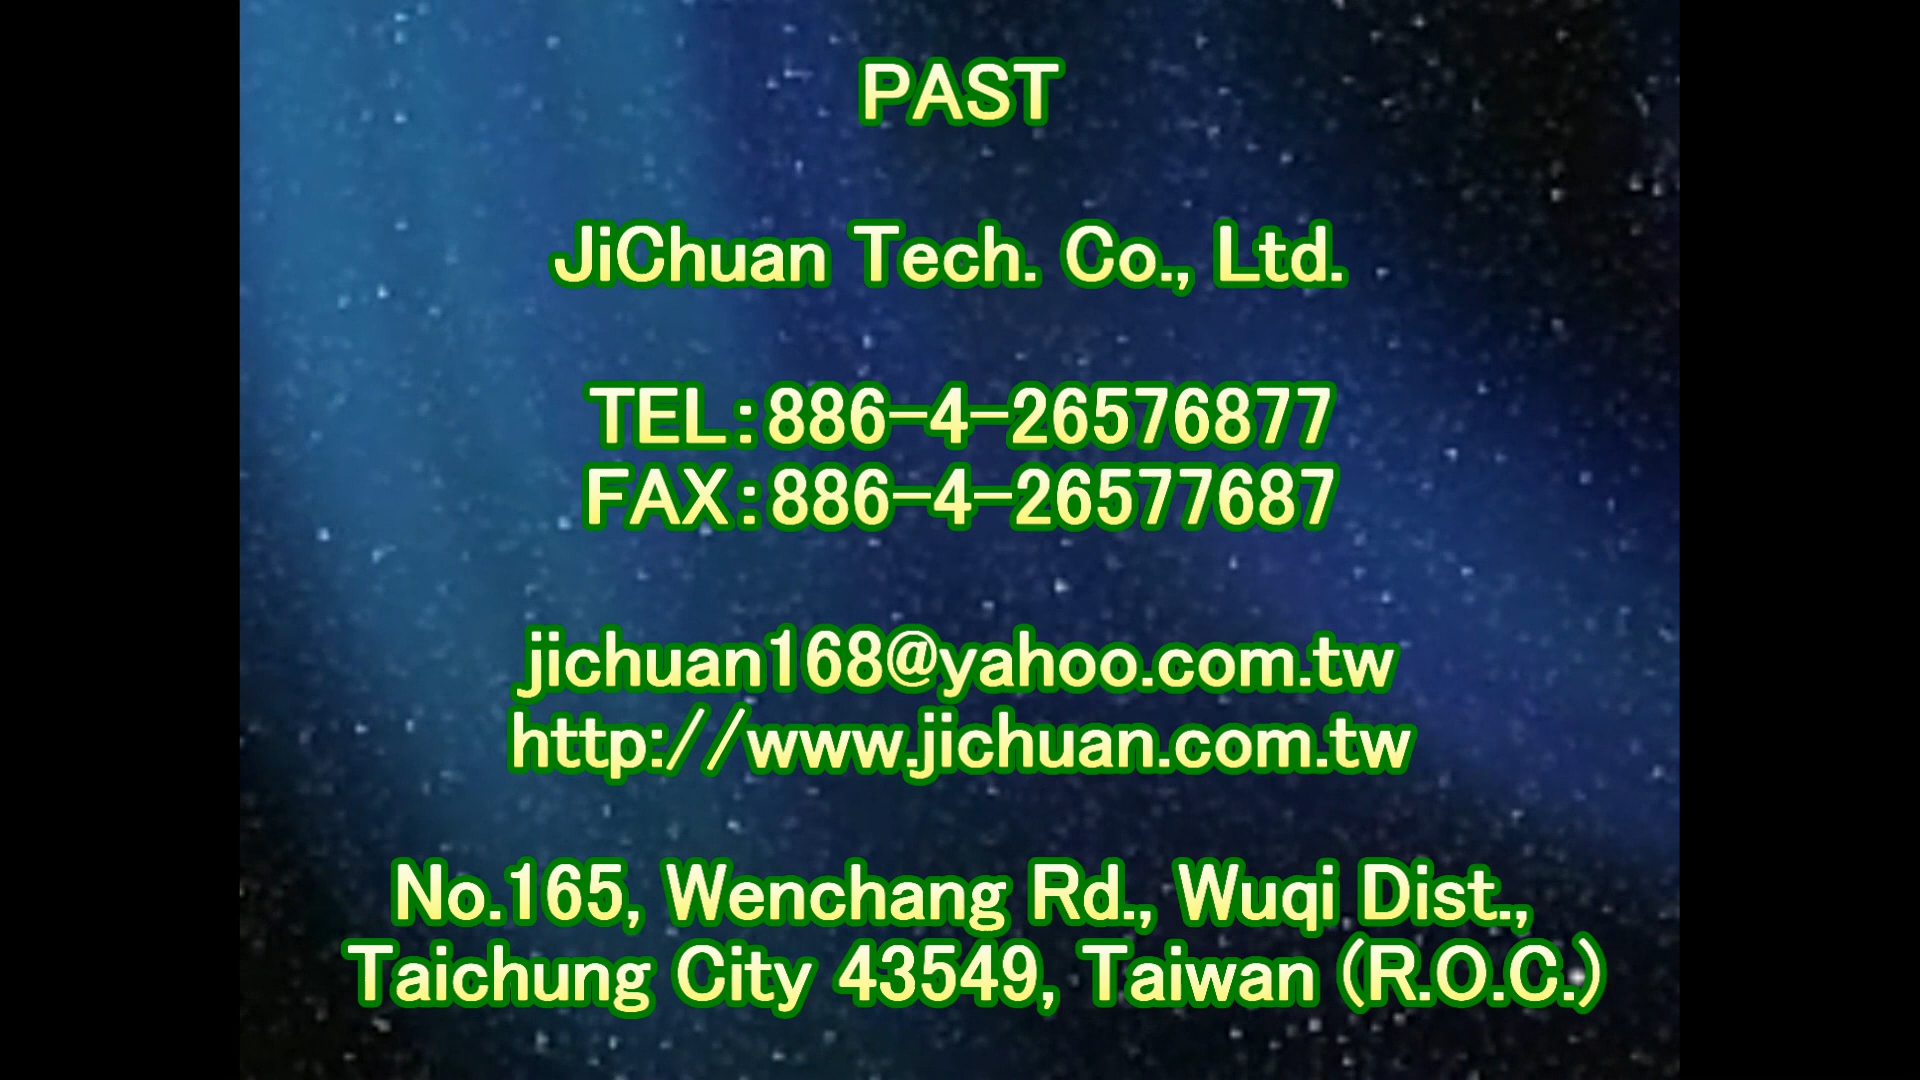 PAST
JiChuan Tech. Co., Ltd.
TEL:886-4-26576877
FAX:886-4-26577687
jichuan168@yahoo.com.tw
http://www.jichuan.com.tw
No.165, Wenchang Rd., Wuqi Dist.,
Taichung City 43549, Taiwan (R.O.C.)